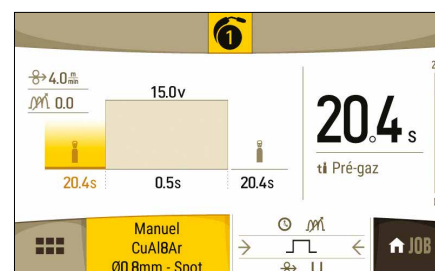 1
4.0 m/min
0.0
15.0v
20.4s
0.5s
20.4s
20.4 s
ti Pré-gaz
Manuel
CuAl8Ar
Ø0.8mm - Spot
JOB